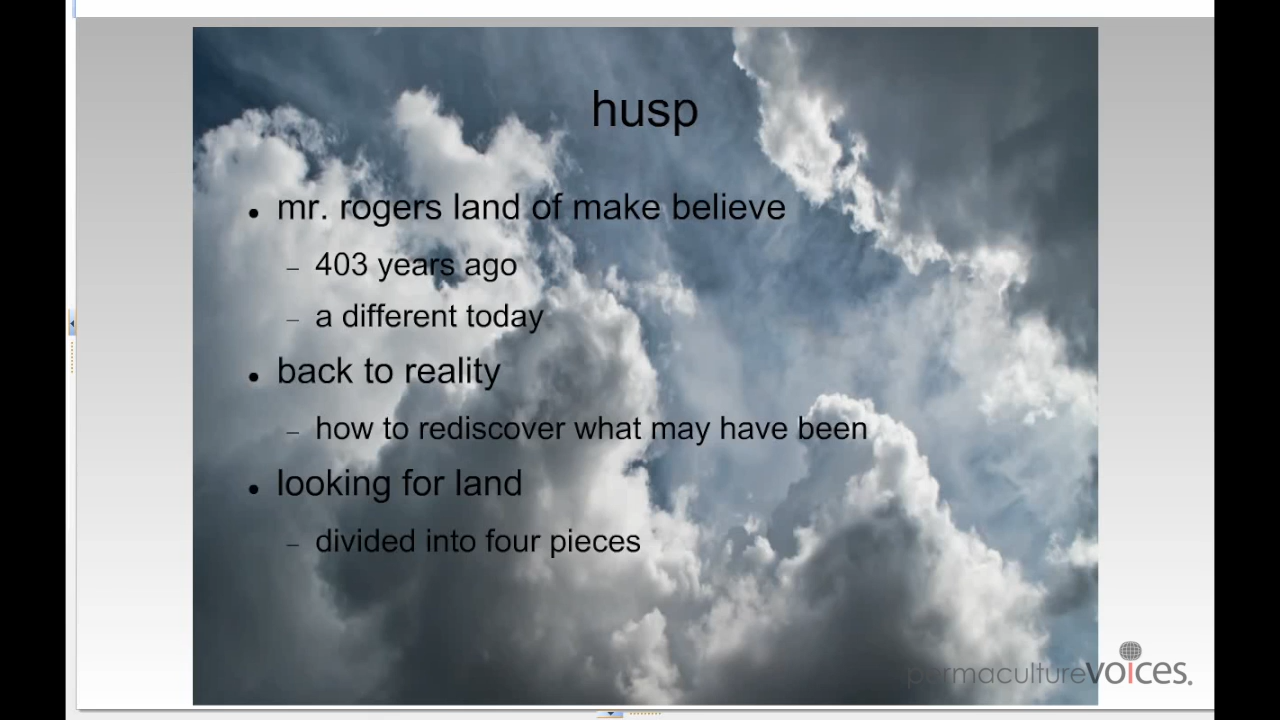 husp
mr. rogers land of make believe
– 403 years ago
– a different today
back to reality
– how to rediscover what may have been
looking for land
– divided into four pieces
permaculturevoices.